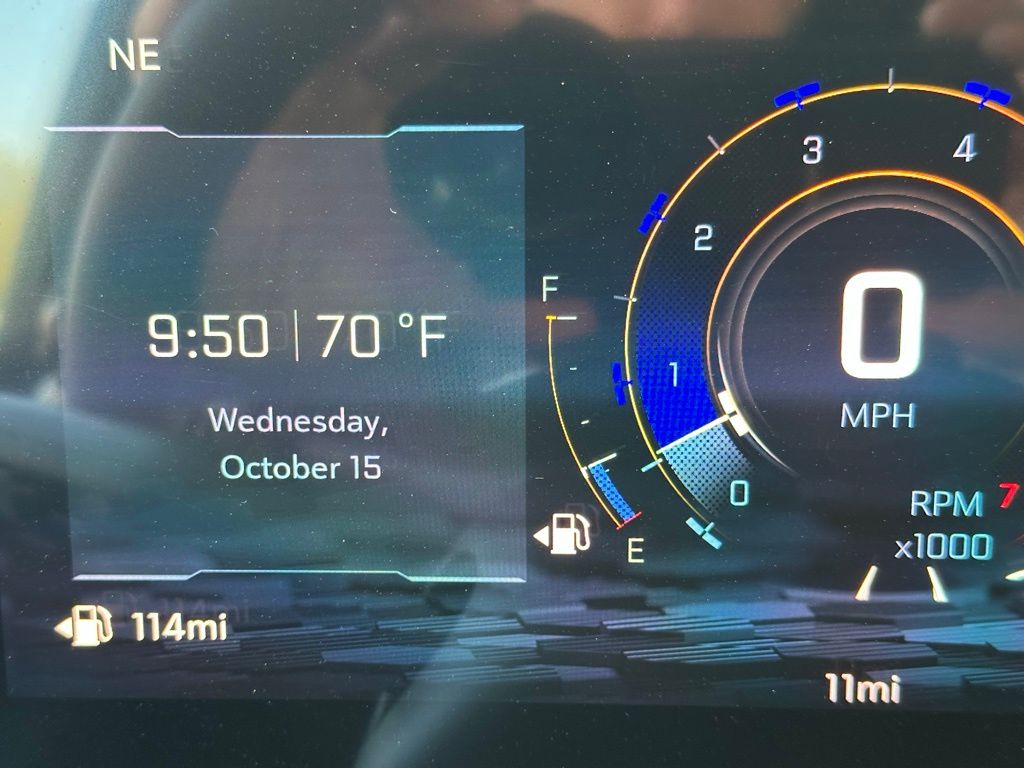 NE
9:50 | 70 °F
Wednesday,
October 15
114mi
F
E
0
1
2
3
4
7
0
MPH
RPM
x1000
11mi